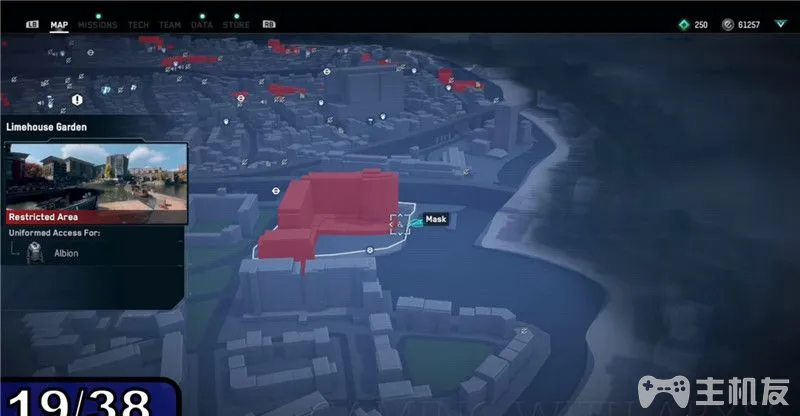 LB MAP MISSIONS TECH TEAM DATA STORE RB 250 61257
Limehouse Garden
Restricted Area
Uniformed Access For:
Albion
Mask
19/38
主机友